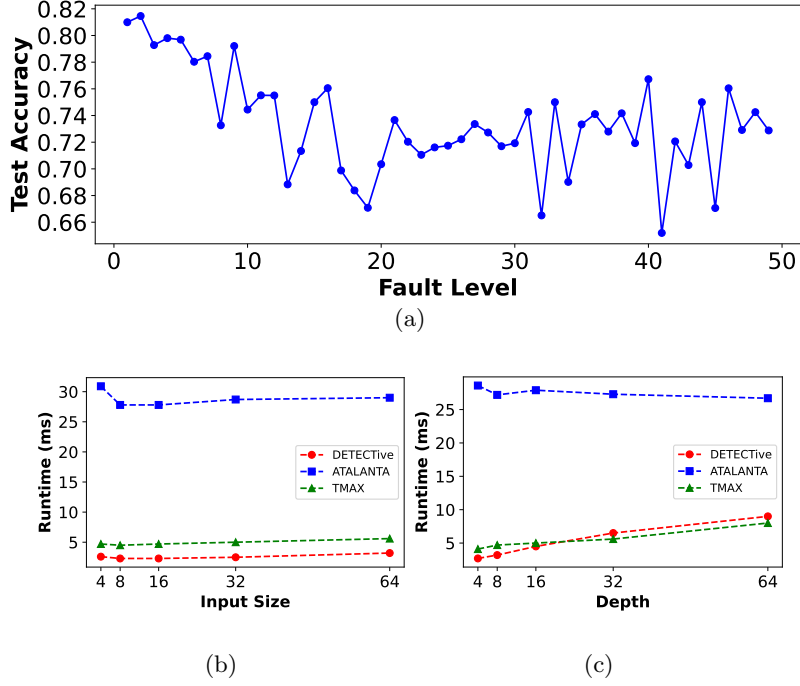 0.82
0.80
0.78
0.76
0.74
0.72
0.70
0.68
0.66
Test Accuracy
0 10 20 30 40 50
Fault Level
(a)
30
25
20
15
10
5
Runtime (ms)
DETECTive
ATALANTA
TMAX
4 8 16 32 64
Input Size
(b)
25
20
15
10
5
Runtime (ms)
DETECTive
ATALANTA
TMAX
4 8 16 32 64
Depth
(c)